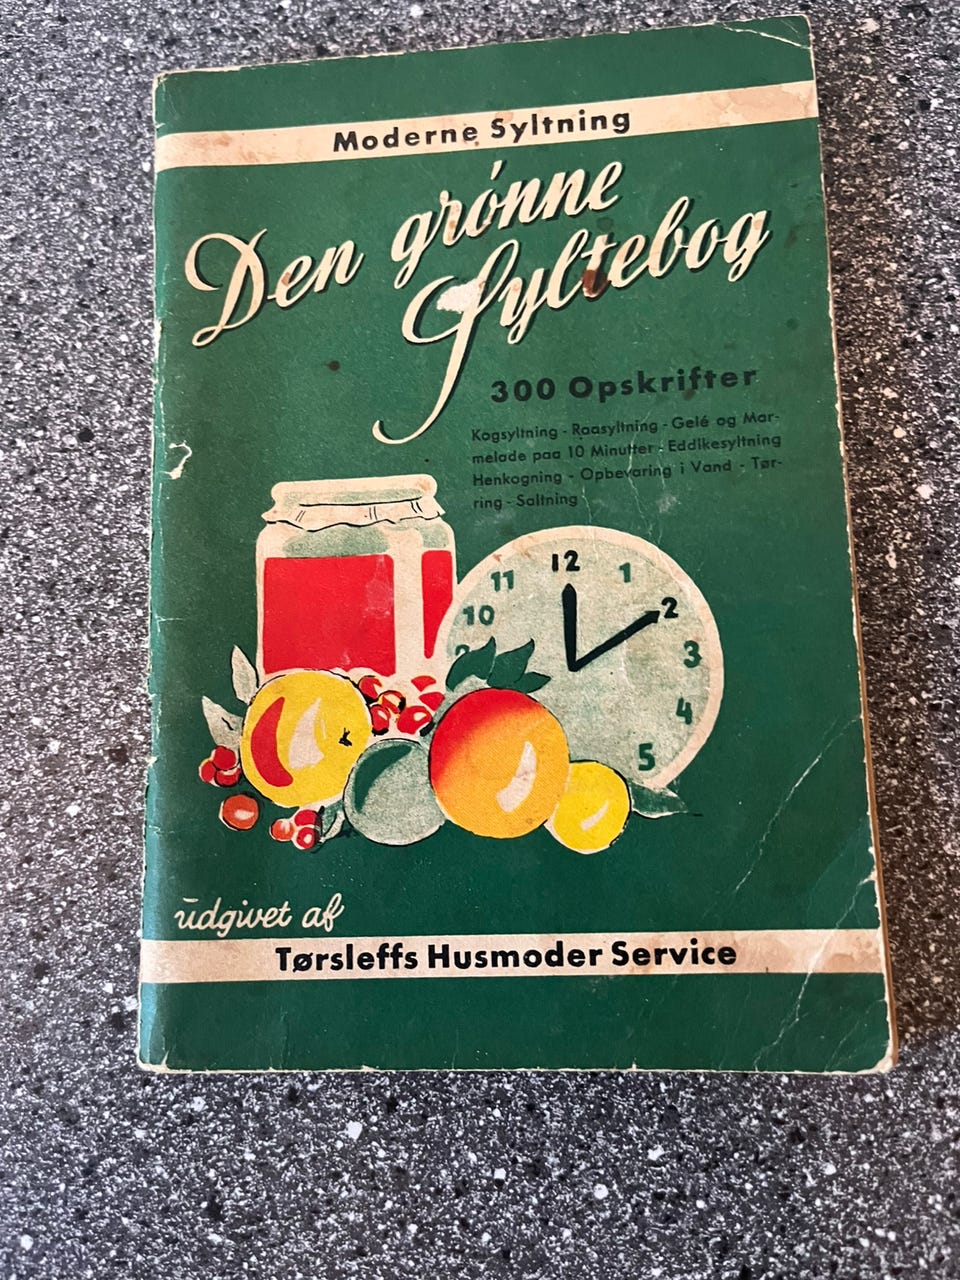 Moderne Syltning
Den grønne
Syltebog
300 Opskrifter
Kogsyltning - Raasyltning - Gelé og Mar-
melade paa 10 Minutter - Eddikesyltning
Henkogning - Opbevaring i Vand - Tør-
ring - Saltning
12
11
1
10
2
3
4
5
udgivet af
Tørsleffs Husmoder Service